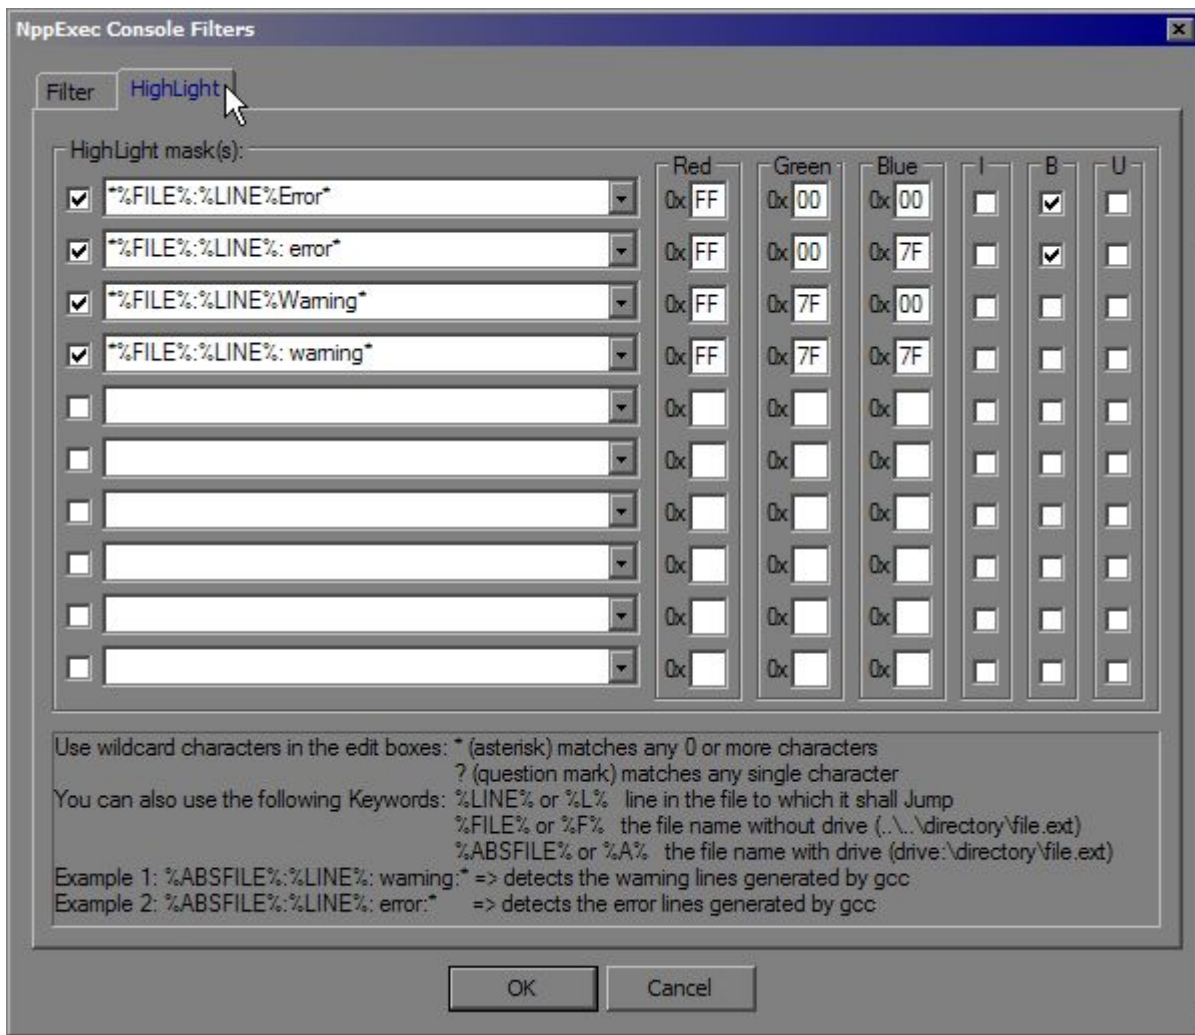 NppExec Console Filters
Filter HighLight
HighLight mask(s): Red Green Blue I B U
*%FILE%:%LINE%Error* 0x FF 0x 00 0x 00
*%FILE%:%LINE%: error* 0x FF 0x 00 0x 7F
*%FILE%:%LINE%Warning* 0x FF 0x 7F 0x 00
*%FILE%:%LINE%: warning* 0x FF 0x 7F 0x 7F
0x 0x 0x
0x 0x 0x
0x 0x 0x
0x 0x 0x
0x 0x 0x
0x 0x 0x
Use wildcard characters in the edit boxes: * (asterisk) matches any 0 or more characters
? (question mark) matches any single character
You can also use the following Keywords: %LINE% or %L% line in the file to which it shall Jump
%FILE% or %F% the file name without drive (..\..\directory\file.ext)
%ABSFILE% or %A% the file name with drive (drive:\directory\file.ext)
Example 1: %ABSFILE%:%LINE%: warning:* => detects the warning lines generated by gcc
Example 2: %ABSFILE%:%LINE%: error:* => detects the error lines generated by gcc
OK Cancel